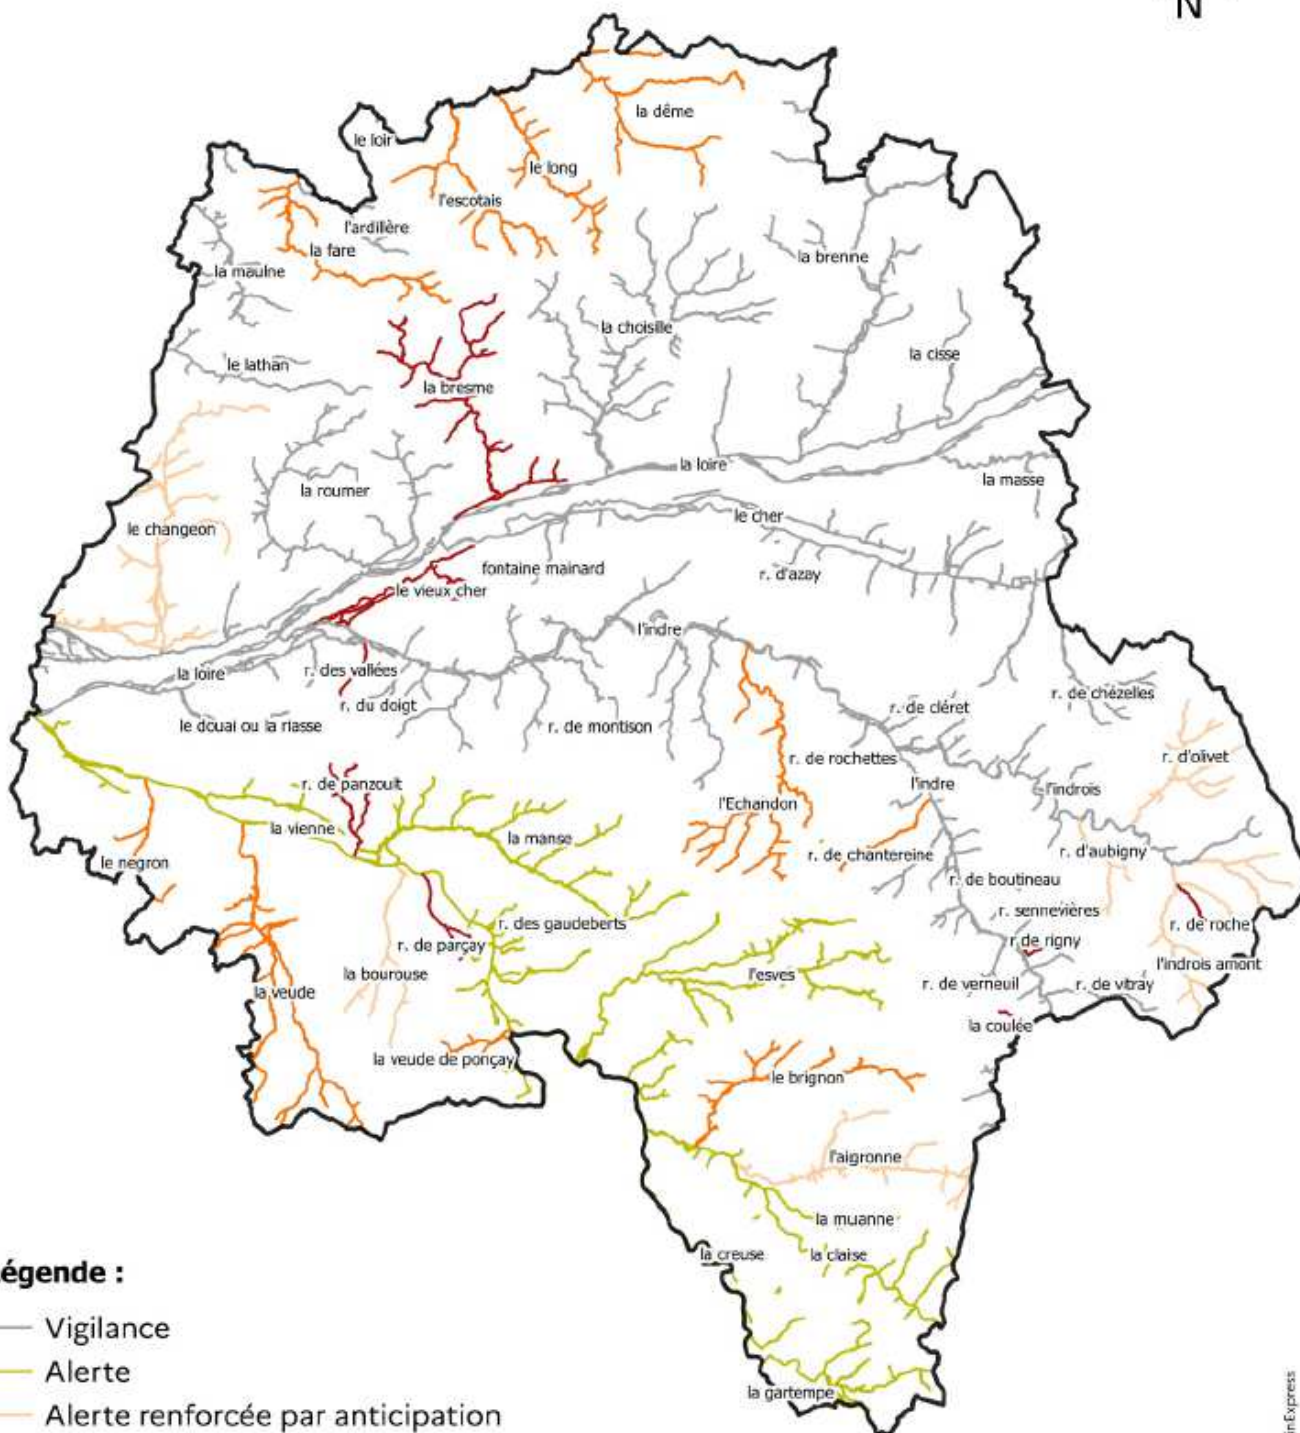 N
la dême
le loir
le long
l'escotais
l'ardillère
la fare
la brenne
la maulne
la choisille
la cisse
le lathan
la bresme
la loire
la masse
la roumer
le cher
le changeon
fontaine mainard
r. d'azay
le vieux cher
l'indre
la loire
r. des vallées
r. de chézelles
r. du doigt
r. de cléret
le douai ou la riasse
r. de montison
r. de rochettes
r. d'olivet
r. de panzoult
l'indre
l'indrois
l'Echandon
la vienne
la manse
r. de chantereine
r. d'aubigny
le negron
r. de boutineau
r. sennevières
r. des gaudeberts
r. de roche
r. de parçay
r de rigny
l'indrois amont
la bourouse
l'esves
r. de verneuil
r. de vitray
la veude
la coulée
la veude de ponçay
le brignon
l'aigronne
la muanne
la creuse
la claise
égende :
Vigilance
Alerte
la gartempe
Alerte renforcée par anticipation
inExpress